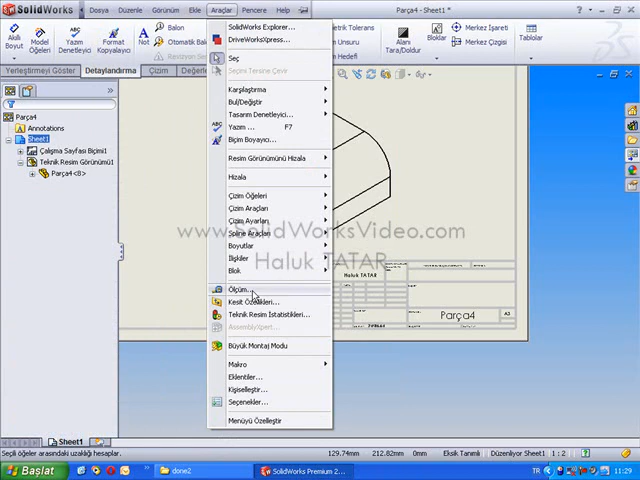 SolidWorks
Dosya Düzenle Görünüm Ekle Araçlar Pencere Help
Parça4 - Sheet1 *
Akıllı Boyut
Model Öğeleri
Yazım Denetleyici
Format Kopyalayıcı
Not
Balon
Otomatik Balon
Alanı Tara/Doldur
Bloklar
Merkez İşareti
Merkez Çizgisi
Tablolar
Yerleştirmeyi Göster
Detaylandırma
Çizim
SolidWorks Explorer...
DriveWorksXpress...
Seç
Seçimi Tersine Çevir
Karşılaştırma
Bul/Değiştir
Tasarım Denetleyici...
Yazım ... F7
Biçim Boyayıcı...
Resim Görünümünü Hizala
Hizala
Çizim Öğeleri
Çizim Araçları
Çizim Ayarları
Spline Araçları
Boyutlar
İlişkiler
Blok
Ölçüm...
Kesit Özellikleri...
Teknik Resim İstatistikleri...
AssemblyXpert...
Büyük Montaj Modu
Makro
Eklentiler...
Kişiselleştir...
Seçenekler...
Menüyü Özelleştir
Parça4
Annotations
Sheet1
Çalışma Sayfası Biçimi1
Teknik Resim Görünümü1
Parça4 <8>
www.SolidWorksVideo.com
Haluk TATAR
Haluk TATAR
Parça4
A3
Sheet1
Seçili öğeler arasındaki uzaklığı hesaplar.
129.74mm
212.82mm
0mm
Eksik Tanımlı
Düzenliyor Sheet1
1 : 2
Başlat
done2
SolidWorks Premium 2...
TR
11:29